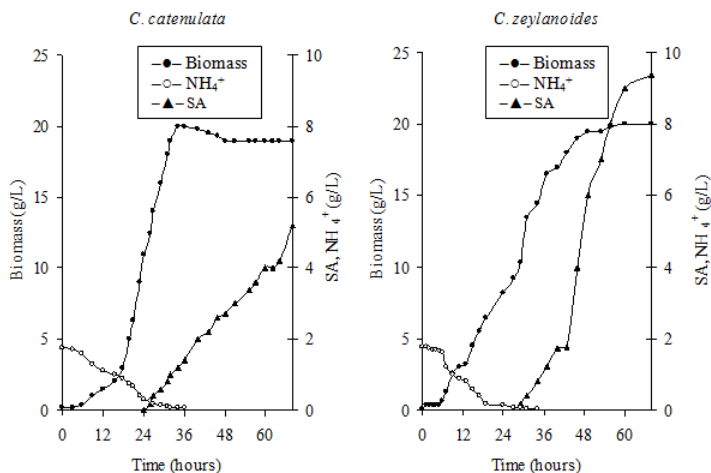 C. catenulata
25
20
15
10
5
0
Biomass (g/L)
10
8
6
4
2
0
SA, NH4+ (g/L)
–●– Biomass
–○– NH4+
–▲– SA
0 12 24 36 48 60
Time (hours)
C. zeylanoides
25
20
15
10
5
0
Biomass (g/L)
10
8
6
4
2
0
SA, NH4+ (g/L)
–●– Biomass
–○– NH4+
–▲– SA
0 12 24 36 48 60
Time (hours)